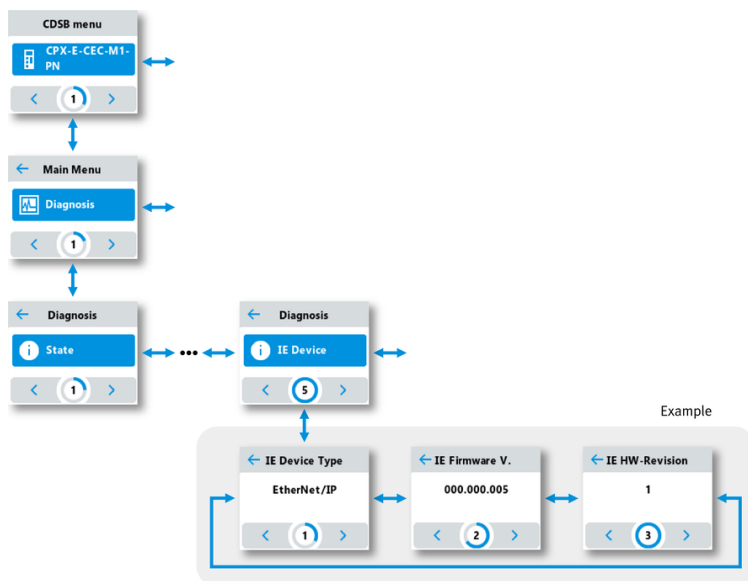 CDSB menu
CPX-E-CEC-M1-
PN
1
Main Menu
Diagnosis
1
Diagnosis
State
1
Diagnosis
IE Device
5
Example
IE Device Type
EtherNet/IP
1
IE Firmware V.
000.000.005
2
IE HW-Revision
1
3